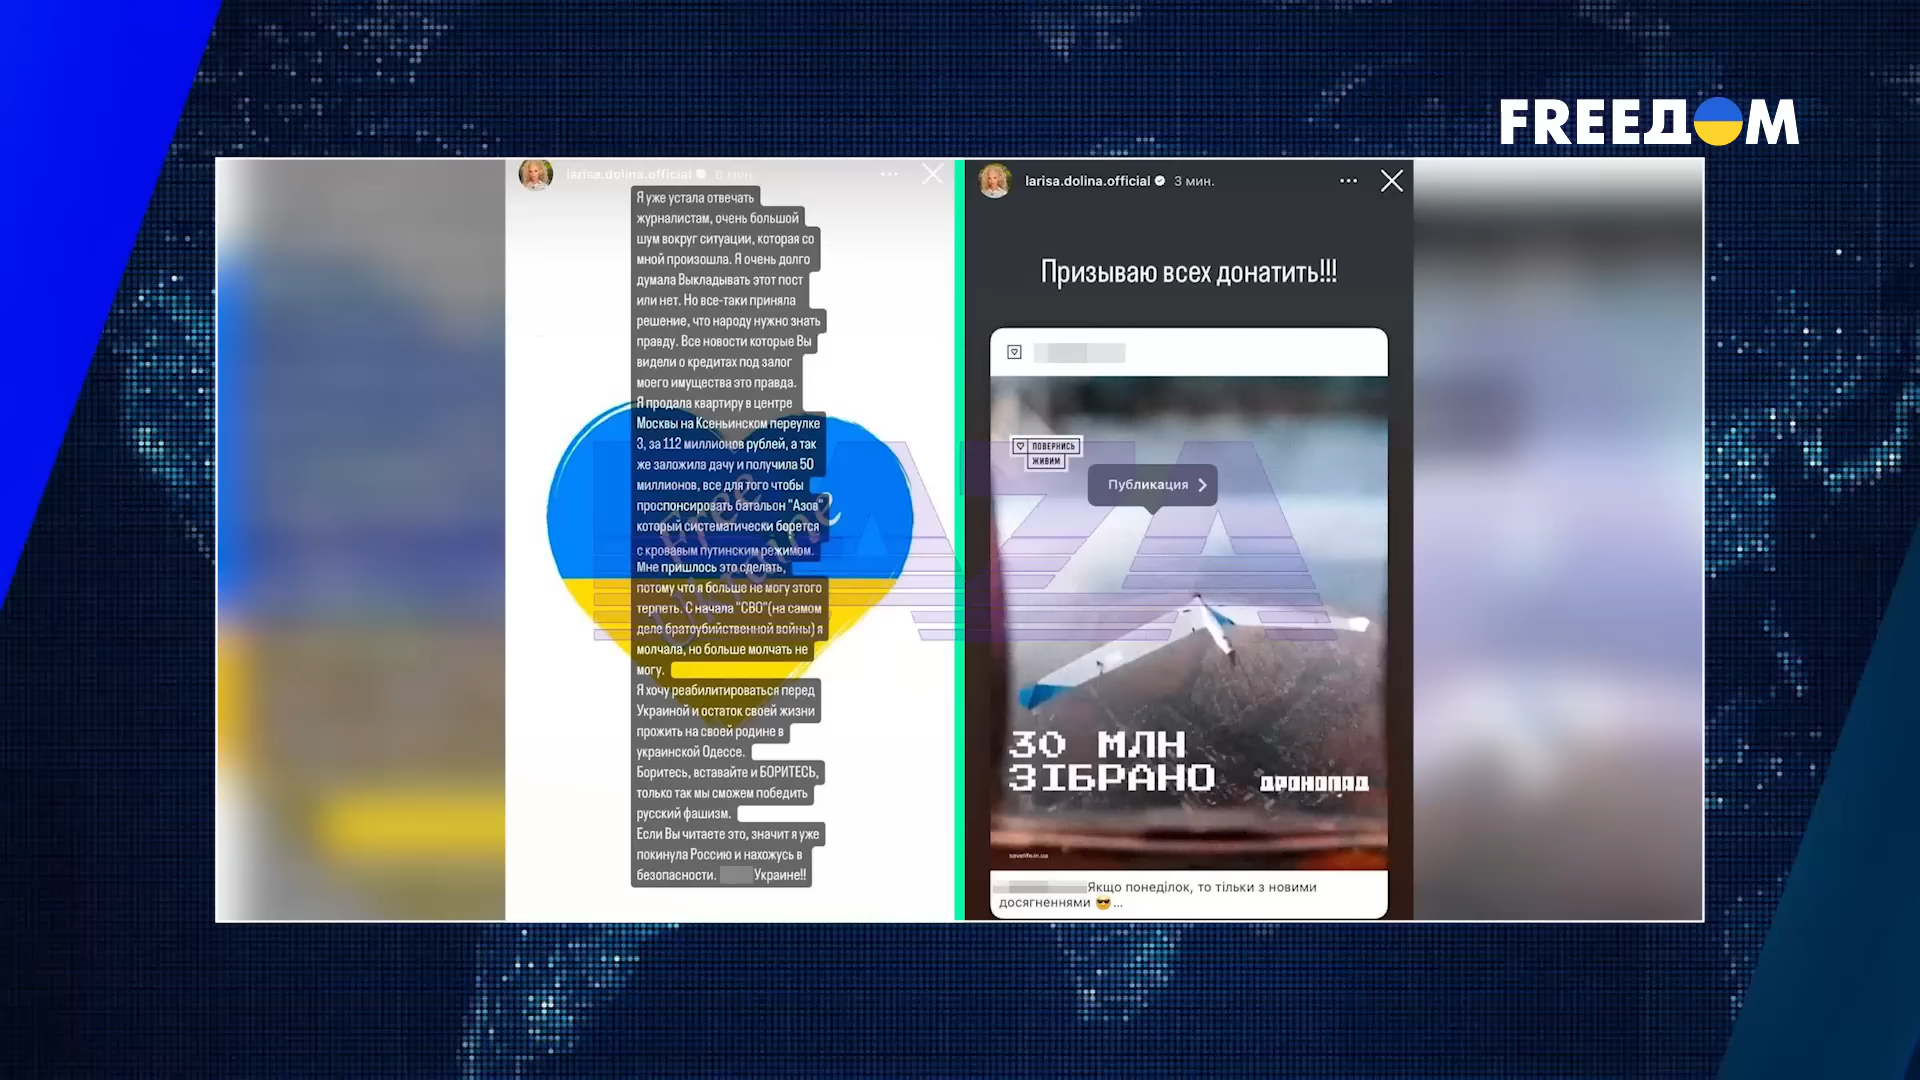 FREEДOM
larisa.dolina.official 6 мин.
Я уже устала отвечать
журналистам, очень большой
шум вокруг ситуации, которая со
мной произошла. Я очень долго
думала Выкладывать этот пост
или нет. Но все-таки приняла
решение, что народу нужно знать
правду. Все новости которые Вы
видели о кредитах под залог
моего имущества это правда.
Я продала квартиру в центре
Москвы на Ксеньинском переулке
3, за 112 миллионов рублей, а так
же заложила дачу и получила 50
миллионов, все для того чтобы
проспонсировать батальон "Азов"
который систематически борется
с кровавым путинским режимом.
Мне пришлось это сделать,
потому что я больше не могу этого
терпеть. С начала "СВО"(на самом
деле братоубийственной войны) я
молчала, но больше молчать не
могу.
Я хочу реабилитироваться перед
Украиной и остаток своей жизни
прожить на своей родине в
украинской Одессе.
Боритесь, вставайте и БОРИТЕСЬ,
только так мы сможем победить
русский фашизм.
Если Вы читаете это, значит я уже
покинула Россию и нахожусь в
безопасности. Украине!!
Free
Ukraine
larisa.dolina.official 3 мин.
Призываю всех донатить!!!
ПОВЕРНИСЬ
ЖИВИМ
Публикация
30 МЛН
ЗІБРАНО
ДРОНОПАД
savelife.in.ua
Якщо понеділок, то тільки з новими
досягненнями 😎...